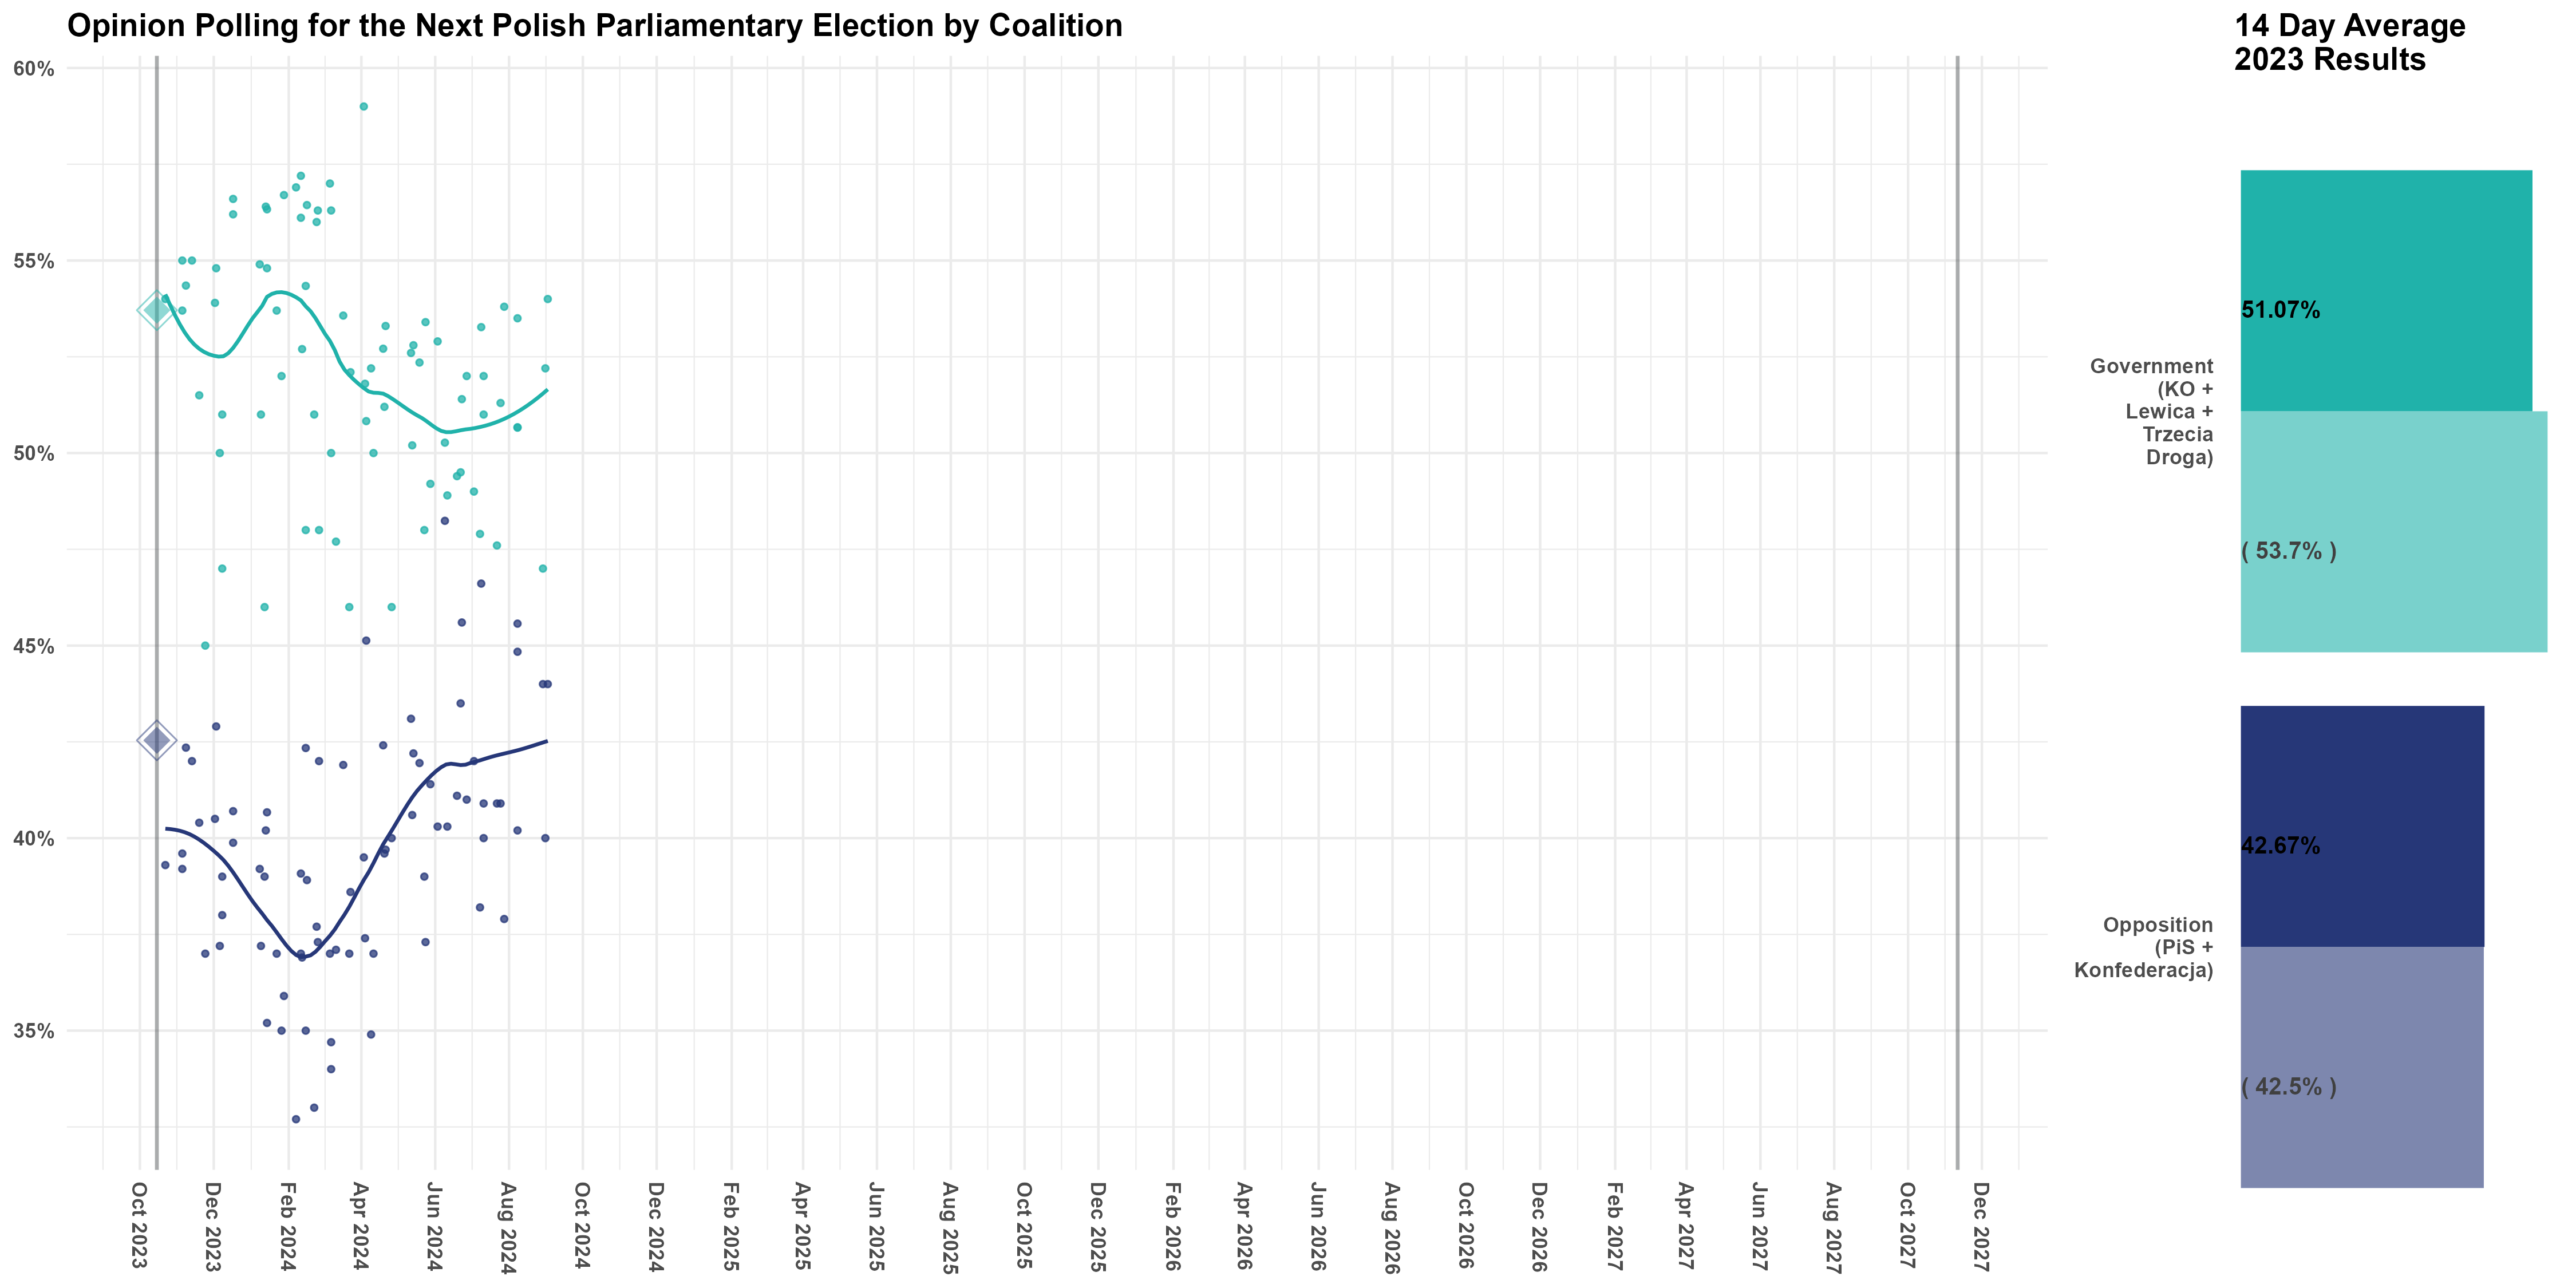 Opinion Polling for the Next Polish Parliamentary Election by Coalition
14 Day Average
2023 Results
60%
55%
50%
45%
40%
35%
Oct 2023
Dec 2023
Feb 2024
Apr 2024
Jun 2024
Aug 2024
Oct 2024
Dec 2024
Feb 2025
Apr 2025
Jun 2025
Aug 2025
Oct 2025
Dec 2025
Feb 2026
Apr 2026
Jun 2026
Aug 2026
Oct 2026
Dec 2026
Feb 2027
Apr 2027
Jun 2027
Aug 2027
Oct 2027
Dec 2027
Government
(KO +
Lewica +
Trzecia
Droga)
51.07%
( 53.7% )
Opposition
(PiS +
Konfederacja)
42.67%
( 42.5% )